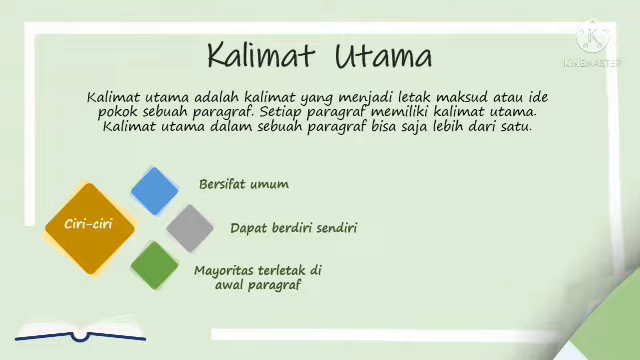 Kalimat Utama
KINEMASTER
Kalimat utama adalah kalimat yang menjadi letak maksud atau ide
pokok sebuah paragraf. Setiap paragraf memiliki kalimat utama.
Kalimat utama dalam sebuah paragraf bisa saja lebih dari satu.
Ciri-ciri
Bersifat umum
Dapat berdiri sendiri
Mayoritas terletak di
awal paragraf